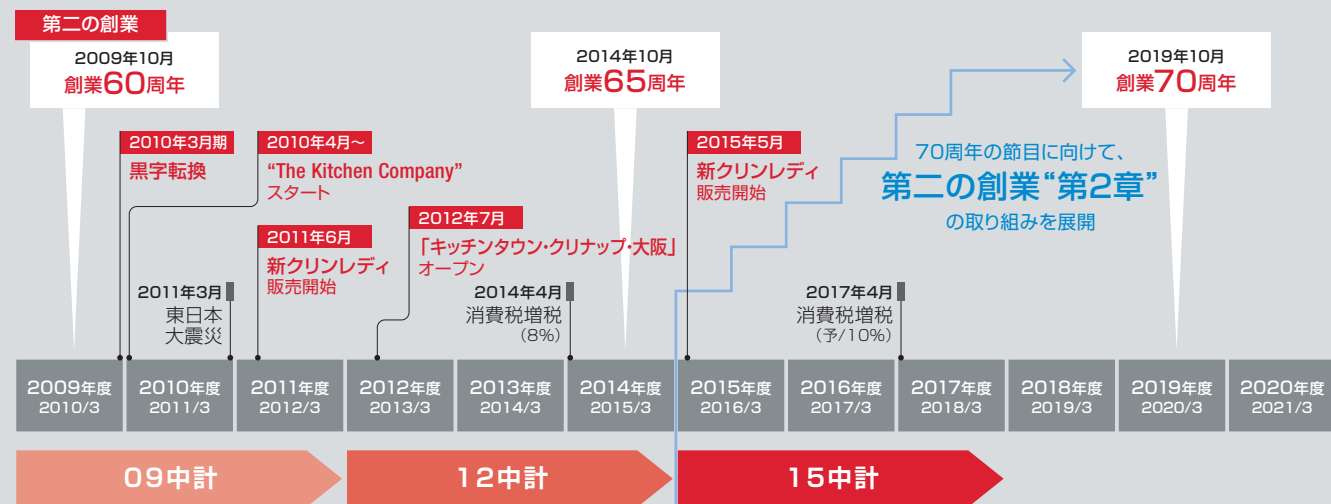 第二の創業
2009年10月
創業60周年
2014年10月
創業65周年
2019年10月
創業70周年
2010年3月期
黒字転換
2010年4月～
“The Kitchen Company”
スタート
2015年5月
新クリンレディ
販売開始
70周年の節目に向けて、
第二の創業“第2章”
の取り組みを展開
2012年7月
「キッチンタウン・クリナップ・大阪」
オープン
2011年6月
新クリンレディ
販売開始
2011年3月
東日本
大震災
2014年4月
消費税増税
(8%)
2017年4月
消費税増税
(予/10%)
2009年度
2010/3
2010年度
2011/3
2011年度
2012/3
2012年度
2013/3
2013年度
2014/3
2014年度
2015/3
2015年度
2016/3
2016年度
2017/3
2017年度
2018/3
2018年度
2019/3
2019年度
2020/3
2020年度
2021/3
09中計
12中計
15中計